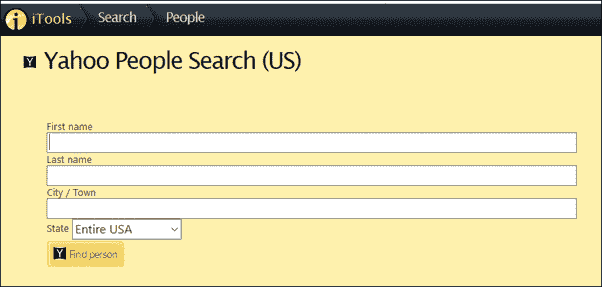 i iTools Search People
Y Yahoo People Search (US)
First name
Last name
City / Town
State Entire USA
Y Find person